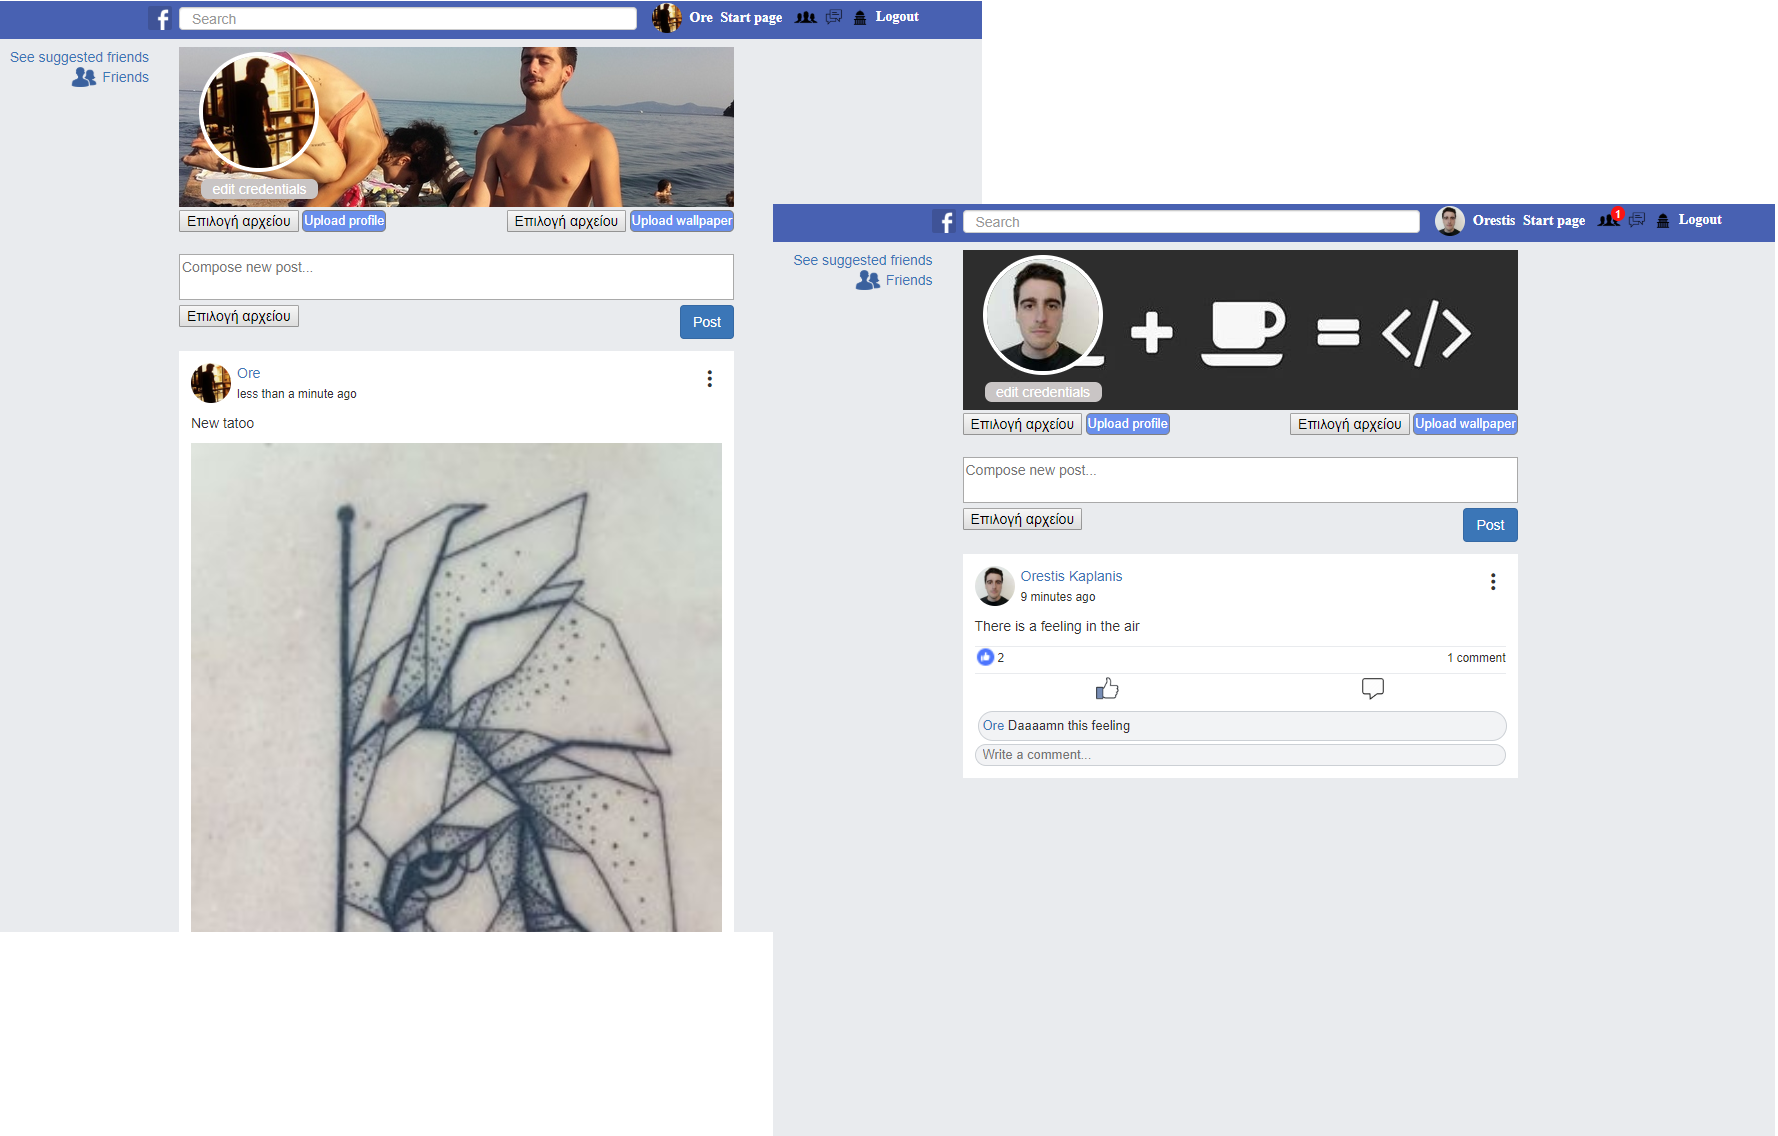 Search
Ore Start page
Logout
See suggested friends
Friends
edit credentials
Επιλογή αρχείου Upload profile
Επιλογή αρχείου Upload wallpaper
Compose new post...
Επιλογή αρχείου
Post
Ore
less than a minute ago
New tatoo
Search
Orestis Start page
1
Logout
See suggested friends
Friends
+ = </>
edit credentials
Επιλογή αρχείου Upload profile
Επιλογή αρχείου Upload wallpaper
Compose new post...
Επιλογή αρχείου
Post
Orestis Kaplanis
9 minutes ago
There is a feeling in the air
2
1 comment
Ore Daaaamn this feeling
Write a comment...